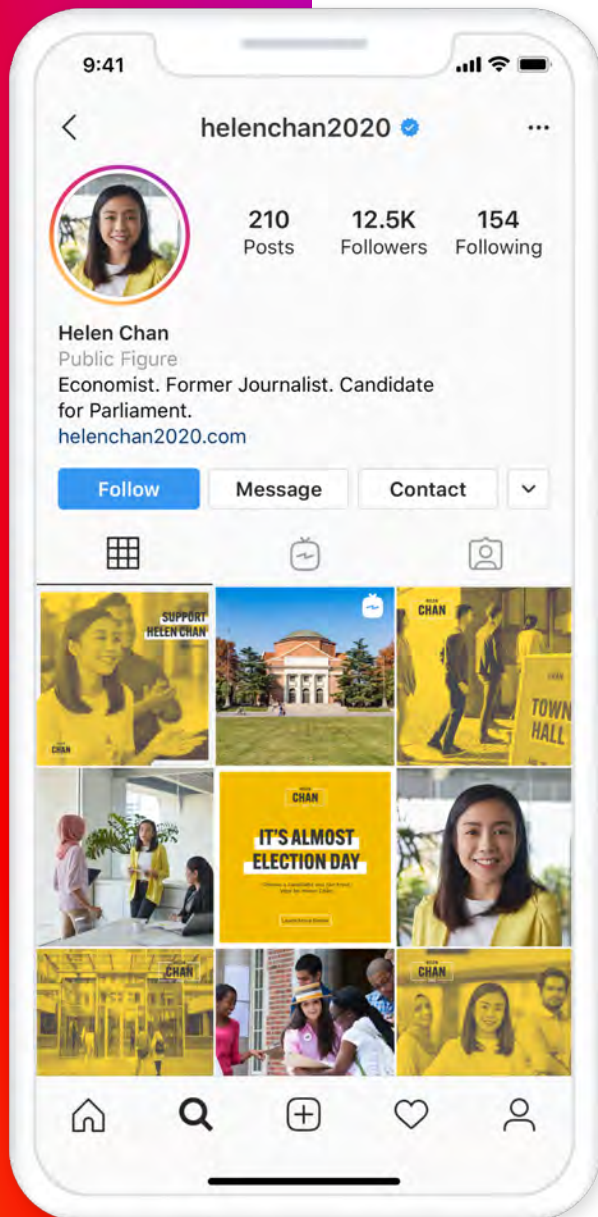 9:41
helenchan2020
210 12.5K 154
Posts Followers Following
Helen Chan
Public Figure
Economist. Former Journalist. Candidate
for Parliament.
helenchan2020.com
Follow Message Contact
SUPPORT
HELEN CHAN
CHAN
HELEN
CHAN
TOWN
HALL
HELEN
CHAN
IT'S ALMOST
ELECTION DAY
CHAN
CHAN